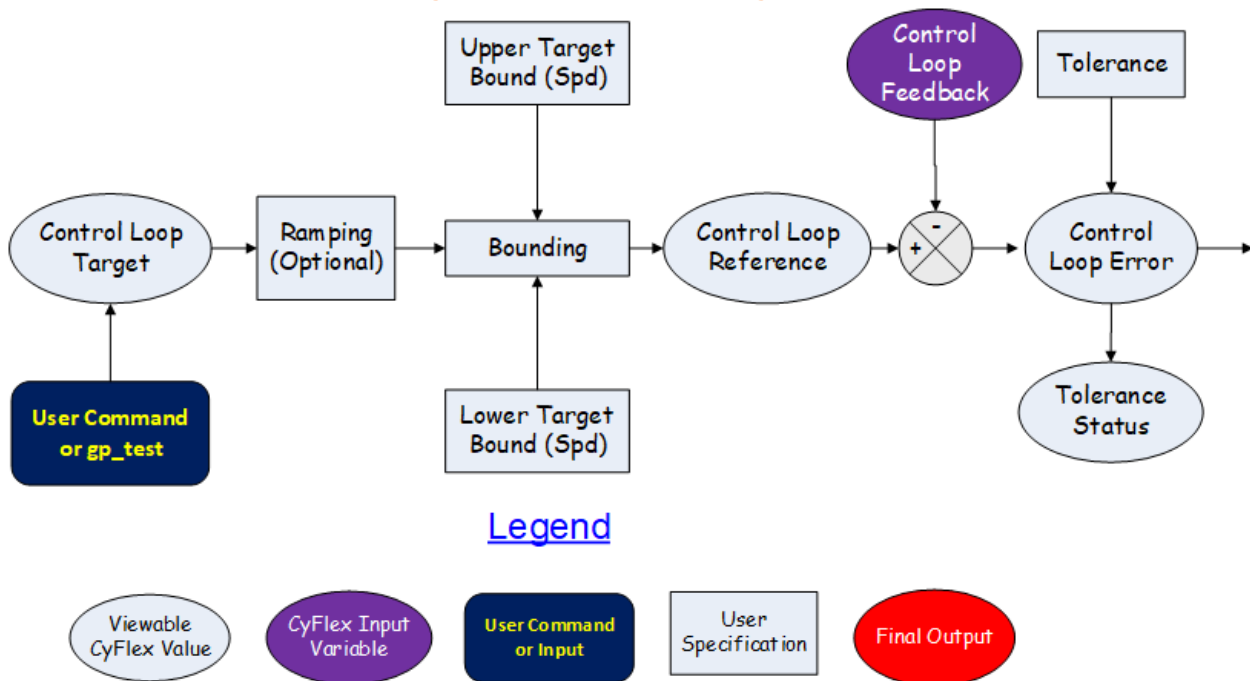 Upper Target
Bound (Spd)
Control
Loop
Feedback
Tolerance
Control Loop
Target
Ramping
(Optional)
Bounding
Control Loop
Reference
-
+
Control
Loop Error
User Command
or gp_test
Lower Target
Bound (Spd)
Tolerance
Status
Legend
Viewable
CyFlex Value
CyFlex Input
Variable
User Command
or Input
User
Specification
Final Output